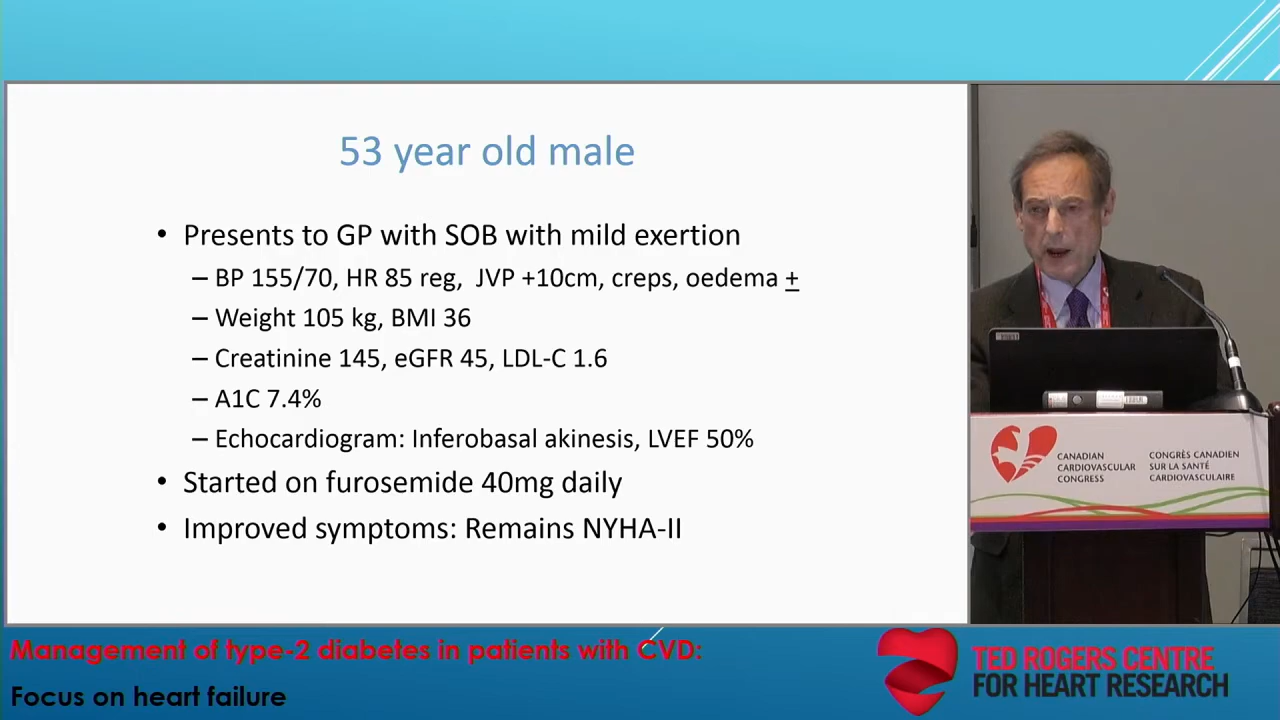 53 year old male
• Presents to GP with SOB with mild exertion
– BP 155/70, HR 85 reg, JVP +10cm, creps, oedema ±
– Weight 105 kg, BMI 36
– Creatinine 145, eGFR 45, LDL-C 1.6
– A1C 7.4%
– Echocardiogram: Inferobasal akinesis, LVEF 50%
• Started on furosemide 40mg daily
• Improved symptoms: Remains NYHA-II
CANADIAN
CARDIOVASCULAR
CONGRESS
CONGRÈS CANADIEN
SUR LA SANTÉ
CARDIOVASCULAIRE
Management of type-2 diabetes in patients with CVD:
Focus on heart failure
TED ROGERS CENTRE
FOR HEART RESEARCH